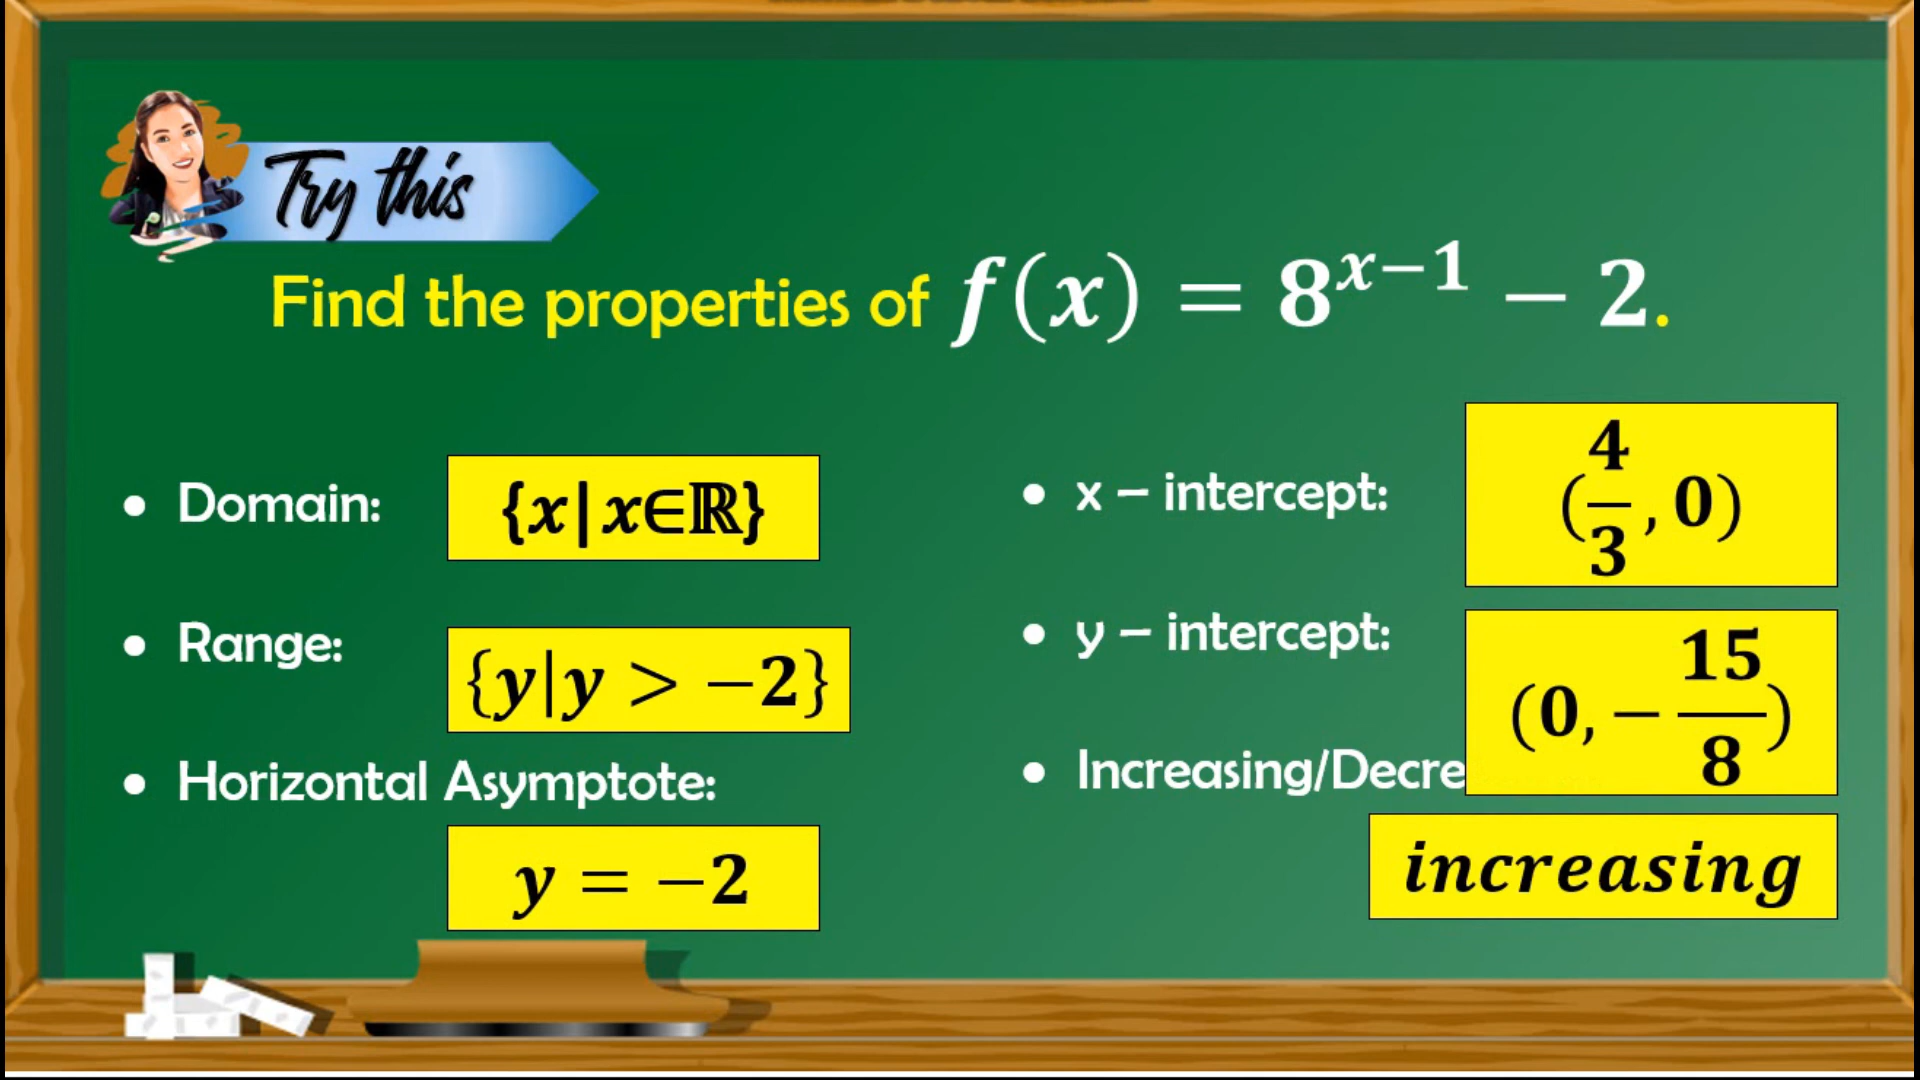 Try this
Find the properties of f(x) = 8^{x−1} − 2.
• Domain: {x|x∈ℝ}
• Range: {y|y > −2}
• Horizontal Asymptote:
y = −2
• x – intercept: (4/3, 0)
• y – intercept: (0, −15/8)
• Increasing/Decre
increasing